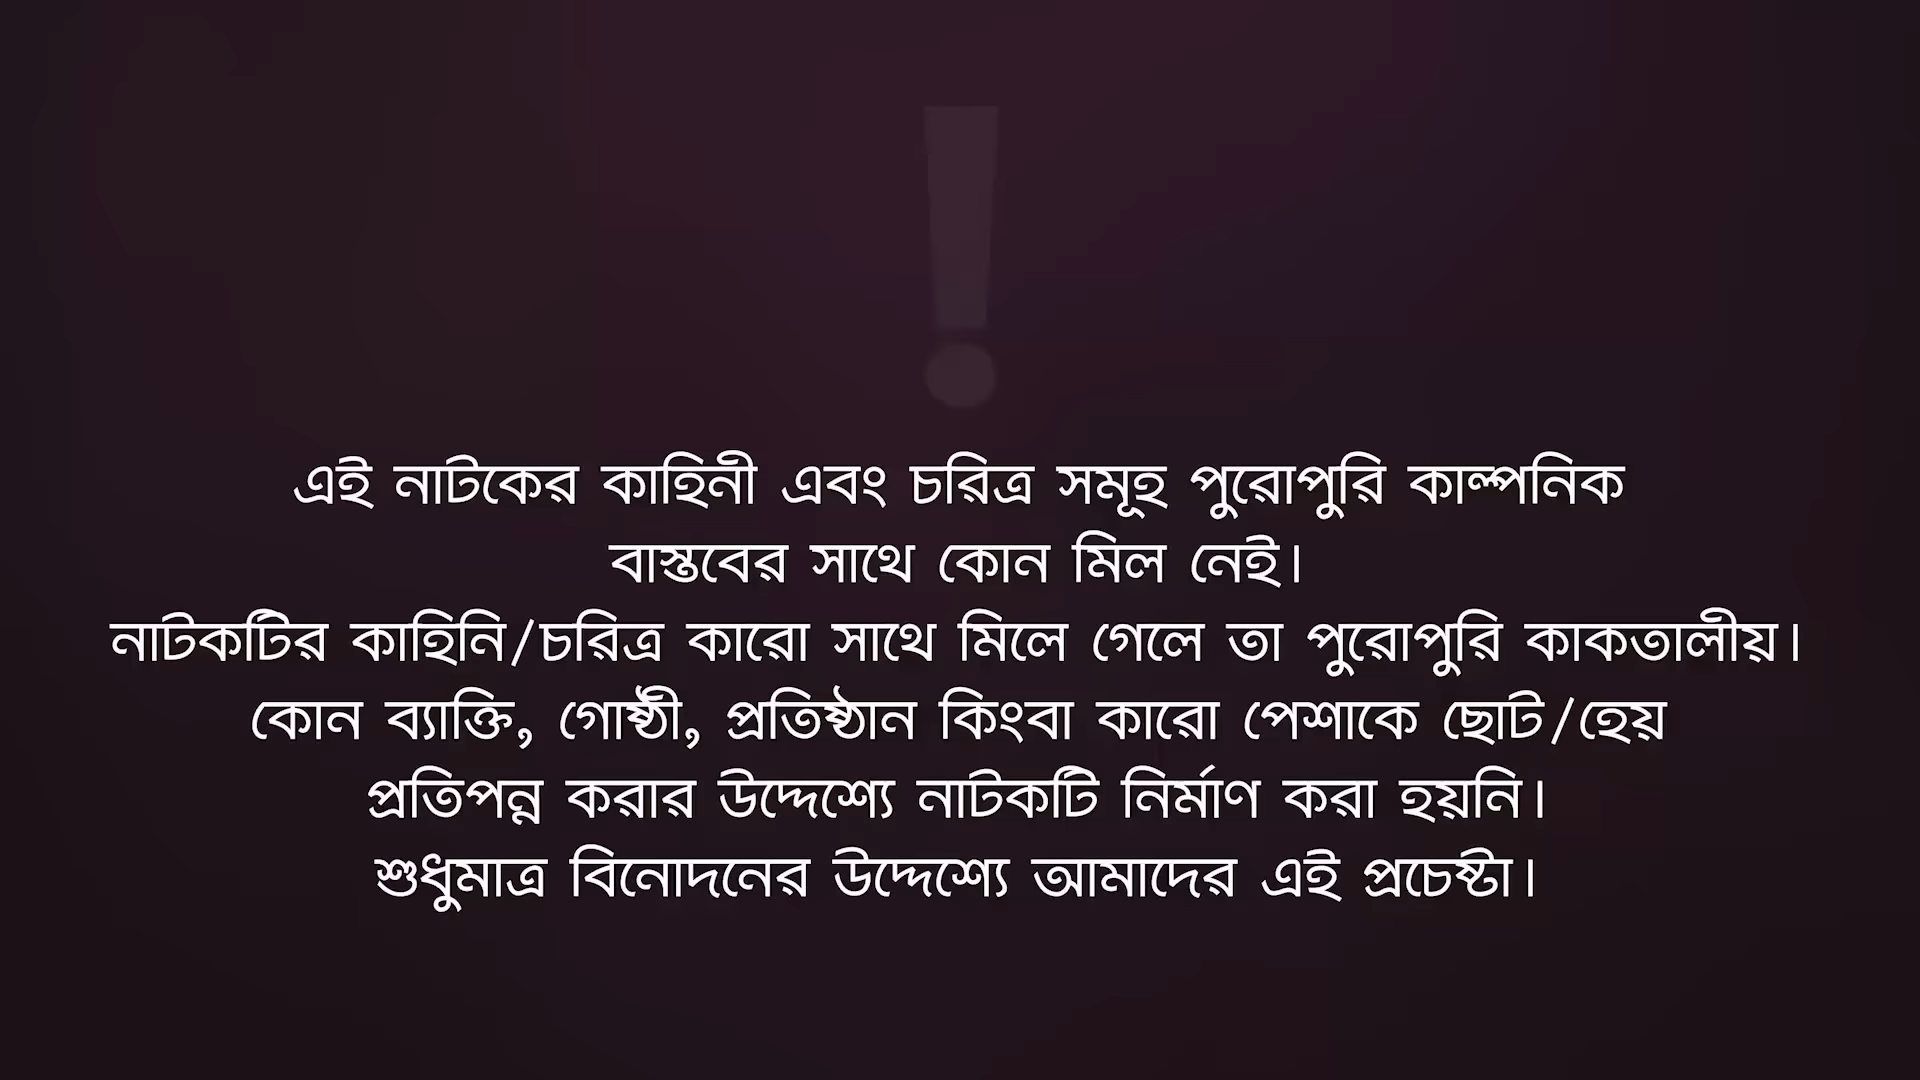 এই নাটকের কাহিনী এবং চরিত্র সমূহ পুরোপুরি কাল্পনিক
বাস্তবের সাথে কোন মিল নেই।
নাটকটির কাহিনি/চরিত্র কারো সাথে মিলে গেলে তা পুরোপুরি কাকতালীয়।
কোন ব্যাক্তি, গোষ্ঠী, প্রতিষ্ঠান কিংবা কারো পেশাকে ছোট/হেয়
প্রতিপন্ন করার উদ্দেশ্যে নাটকটি নির্মাণ করা হয়নি।
শুধুমাত্র বিনোদনের উদ্দেশ্যে আমাদের এই প্রচেষ্টা।